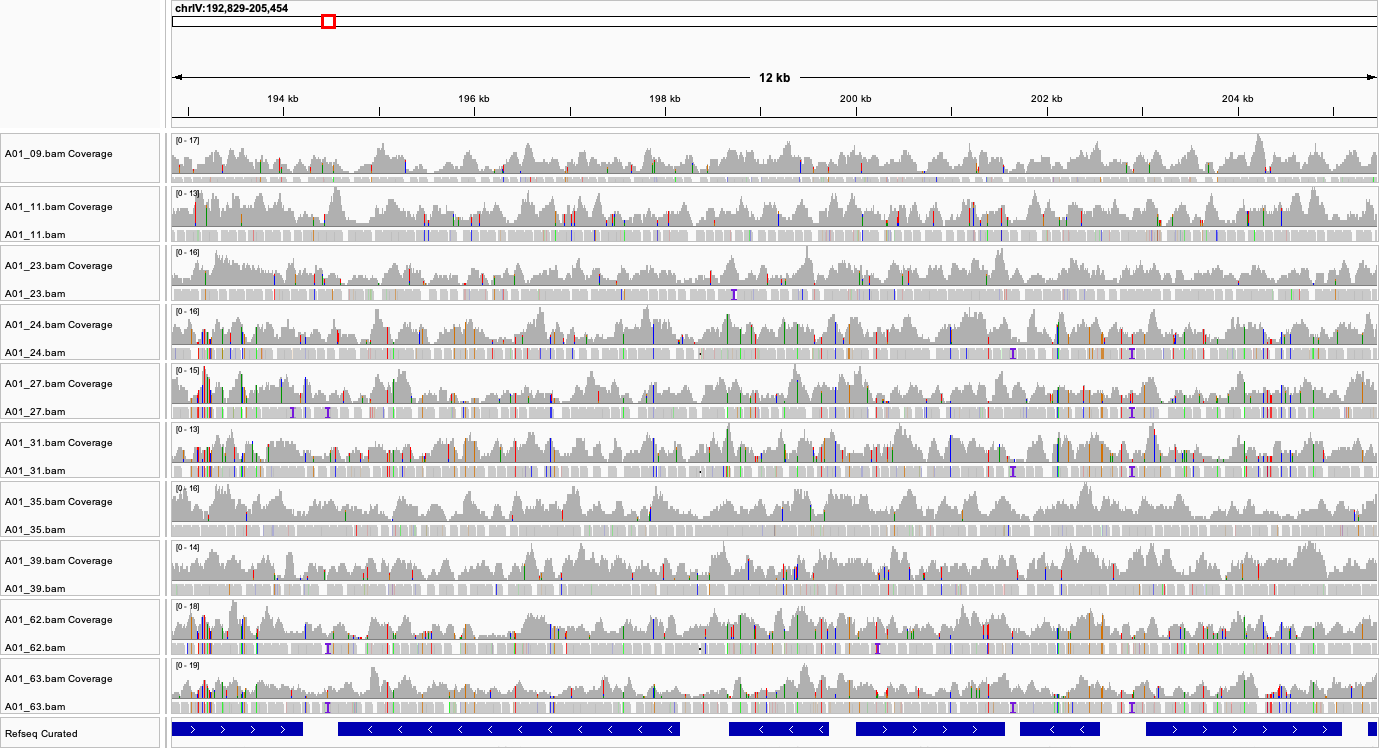 chrIV:192,829-205,454
12 kb
194 kb 196 kb 198 kb 200 kb 202 kb 204 kb
[0 - 17]
A01_09.bam Coverage
[0 - 13]
A01_11.bam Coverage
A01_11.bam
[0 - 16]
A01_23.bam Coverage
A01_23.bam
[0 - 16]
A01_24.bam Coverage
A01_24.bam
[0 - 15]
A01_27.bam Coverage
A01_27.bam
[0 - 13]
A01_31.bam Coverage
A01_31.bam
[0 - 16]
A01_35.bam Coverage
A01_35.bam
[0 - 14]
A01_39.bam Coverage
A01_39.bam
[0 - 18]
A01_62.bam Coverage
A01_62.bam
[0 - 19]
A01_63.bam Coverage
A01_63.bam
Refseq Curated